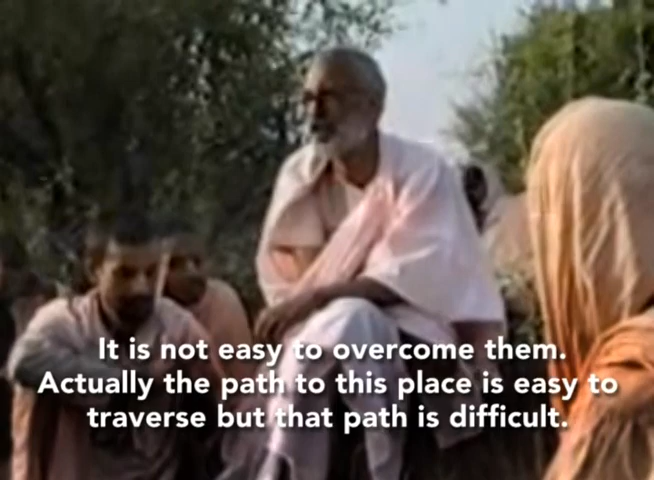 It is not easy to overcome them.
Actually the path to this place is easy to
traverse but that path is difficult.